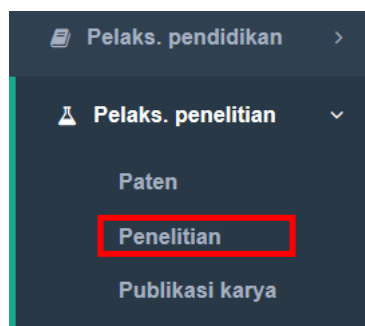 Pelaks. pendidikan
Pelaks. penelitian
Paten
Penelitian
Publikasi karya